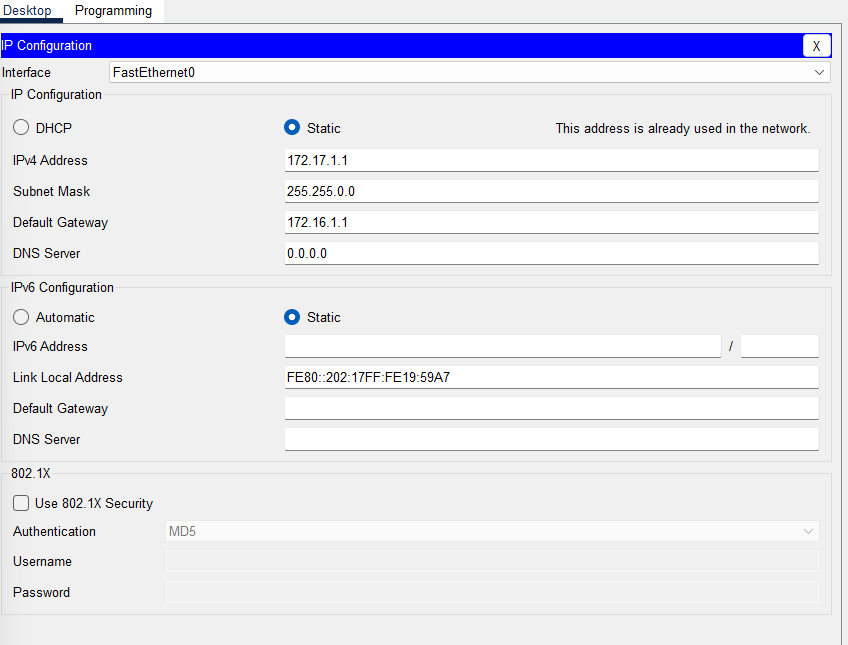 Desktop Programming
IP Configuration X
Interface FastEthernet0
IP Configuration
DHCP Static This address is already used in the network.
IPv4 Address 172.17.1.1
Subnet Mask 255.255.0.0
Default Gateway 172.16.1.1
DNS Server 0.0.0.0
IPv6 Configuration
Automatic Static
IPv6 Address /
Link Local Address FE80::202:17FF:FE19:59A7
Default Gateway
DNS Server
802.1X
Use 802.1X Security
Authentication MD5
Username
Password